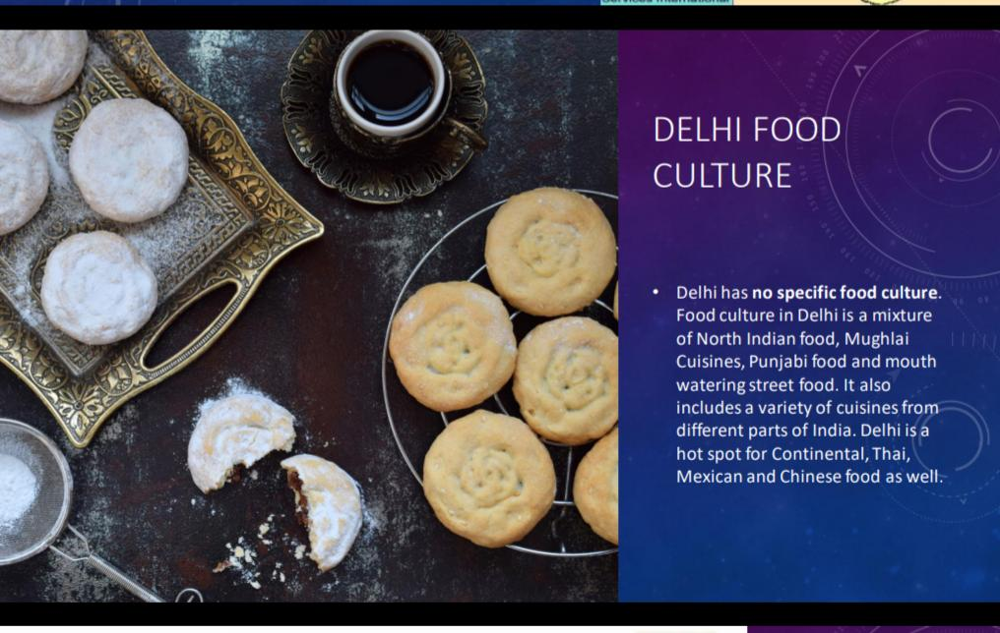 Services International
DELHI FOOD
CULTURE
• Delhi has no specific food culture.
Food culture in Delhi is a mixture
of North Indian food, Mughlai
Cuisines, Punjabi food and mouth
watering street food. It also
includes a variety of cuisines from
different parts of India. Delhi is a
hot spot for Continental, Thai,
Mexican and Chinese food as well.